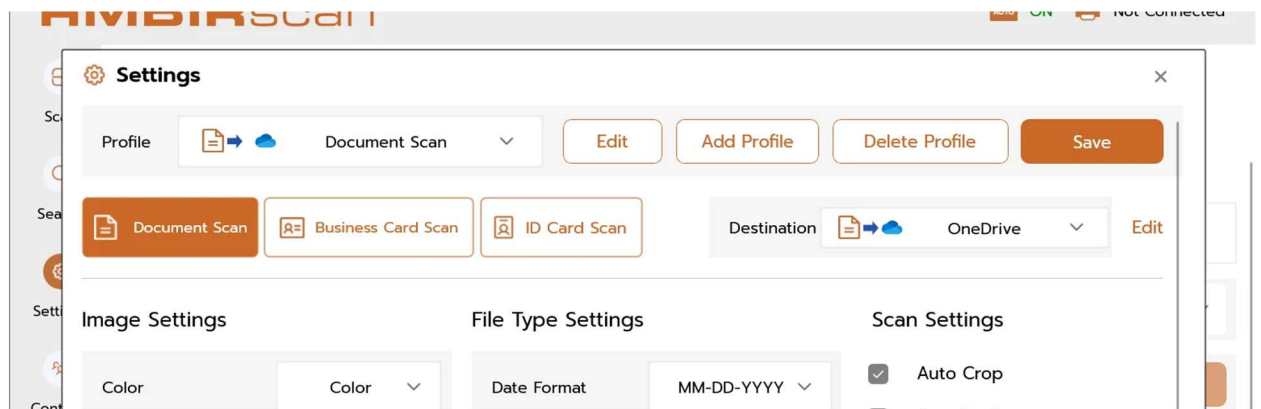 AMBIRscan
AUTO ON Not Connected
Settings
Profile Document Scan Edit Add Profile Delete Profile Save
Document Scan Business Card Scan ID Card Scan Destination OneDrive Edit
Image Settings File Type Settings Scan Settings
Color Color Date Format MM-DD-YYYY Auto Crop